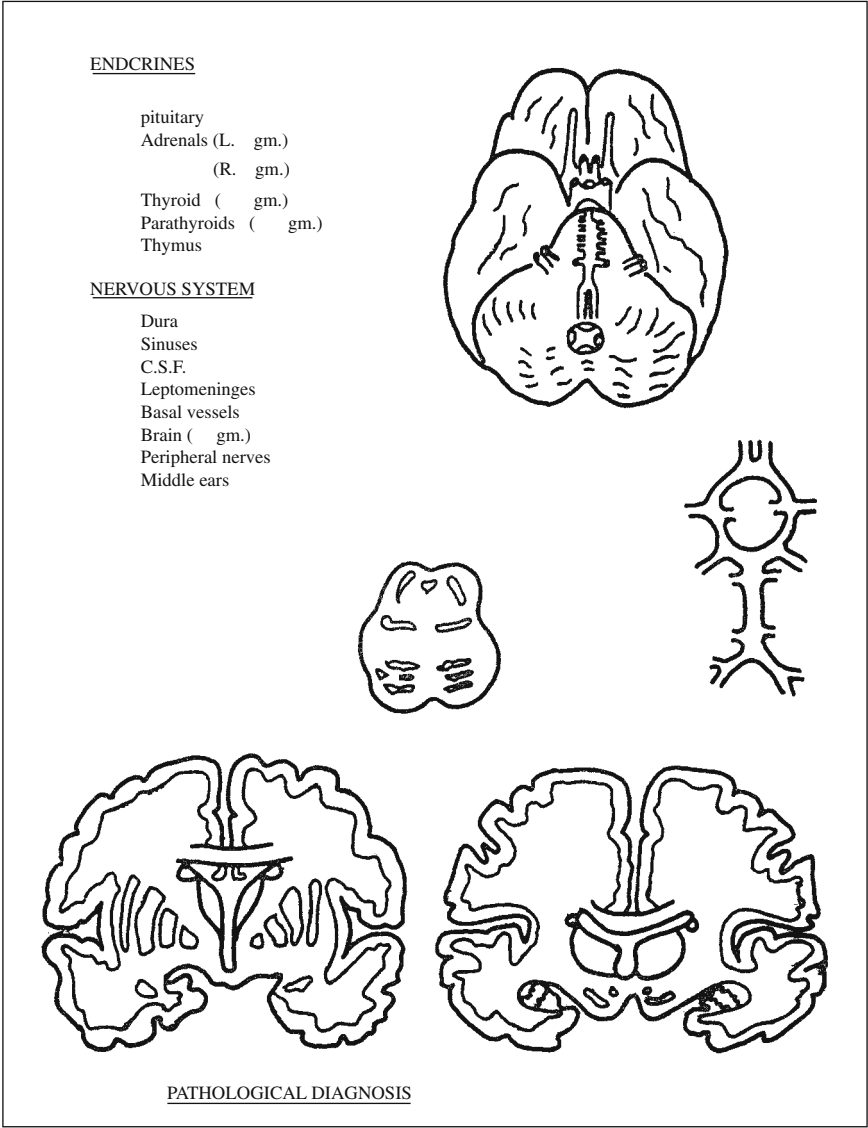 ENDCRINES
pituitary
Adrenals (L. gm.)
(R. gm.)
Thyroid ( gm.)
Parathyroids ( gm.)
Thymus
NERVOUS SYSTEM
Dura
Sinuses
C.S.F.
Leptomeninges
Basal vessels
Brain ( gm.)
Peripheral nerves
Middle ears
PATHOLOGICAL DIAGNOSIS